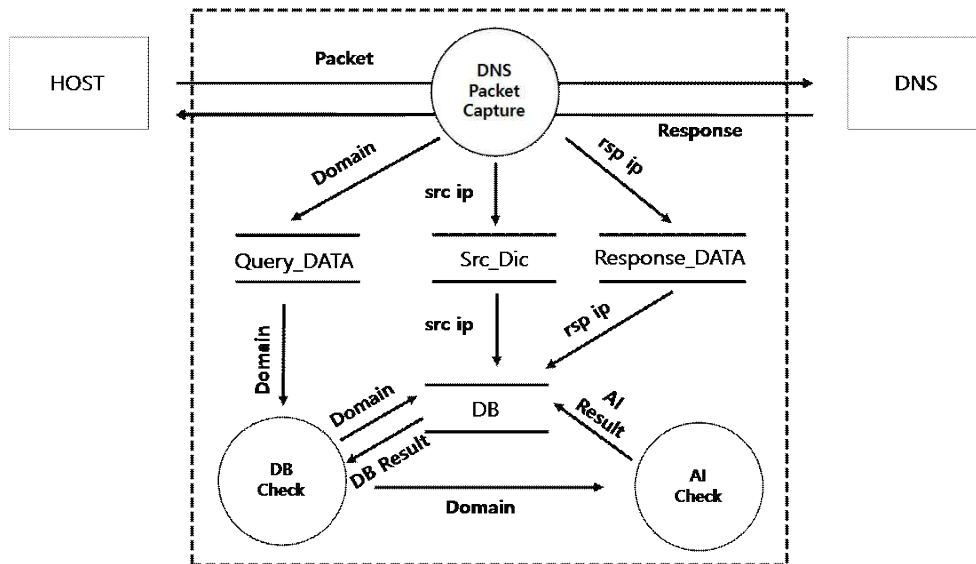 Packet
HOST
DNS
Packet
Capture
DNS
Response
Domain
src ip
rsp ip
Query_DATA
Src_Dic
Response_DATA
src ip
rsp ip
Domain
Domain
DB
AI
Result
DB Result
DB
Check
AI
Check
Domain